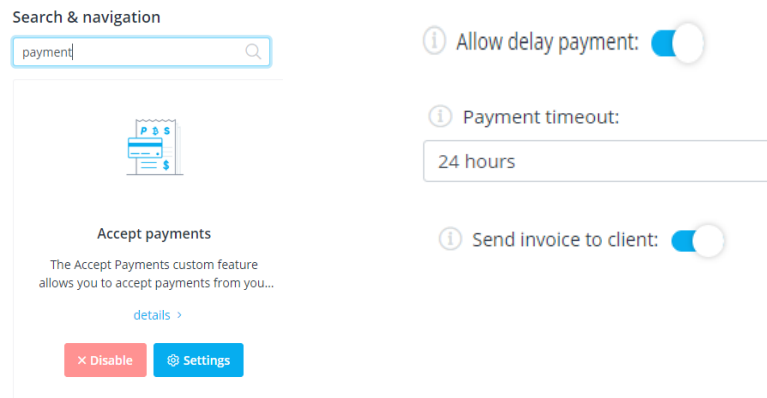 Search & navigation
payment
P B $
$
Accept payments
The Accept Payments custom feature
allows you to accept payments from you...
details >
× Disable
Settings
Allow delay payment:
Payment timeout:
24 hours
Send invoice to client: